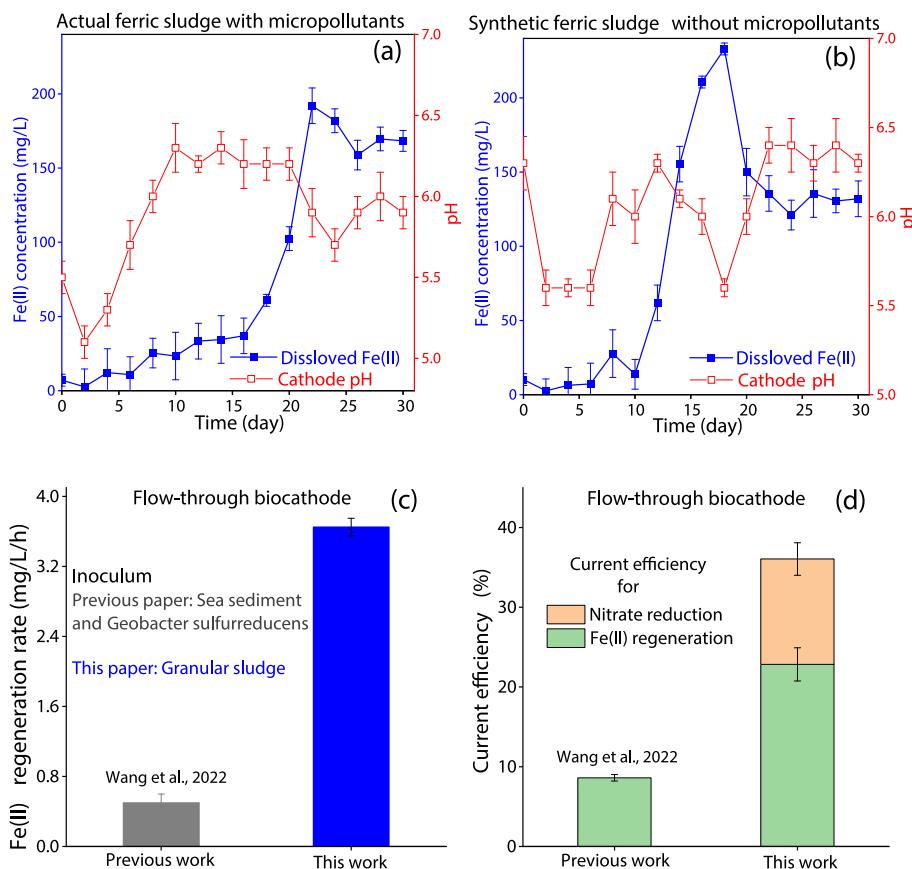 Actual ferric sludge with micropollutants
(a)
Fe(II) concentration (mg/L)
200
150
100
50
0
7.0
6.5
6.0
5.5
5.0
pH
Dissloved Fe(II)
Cathode pH
0 5 10 15 20 25 30
Time (day)
Synthetic ferric sludge without micropollutants
(b)
Fe(II) concentration (mg/L)
200
150
100
50
0
7.0
6.5
6.0
5.5
5.0
pH
Dissloved Fe(II)
Cathode pH
0 5 10 15 20 25 30
Time (day)
Flow-through biocathode
(c)
Fe(II) regeneration rate (mg/L/h)
4.0
3.2
2.4
1.6
0.8
0.0
Inoculum
Previous paper: Sea sediment
and Geobacter sulfurreducens
This paper: Granular sludge
Wang et al., 2022
Previous work This work
Flow-through biocathode
(d)
Current efficiency (%)
40
30
20
10
0
Current efficiency
for
Nitrate reduction
Fe(II) regeneration
Wang et al., 2022
Previous work This work